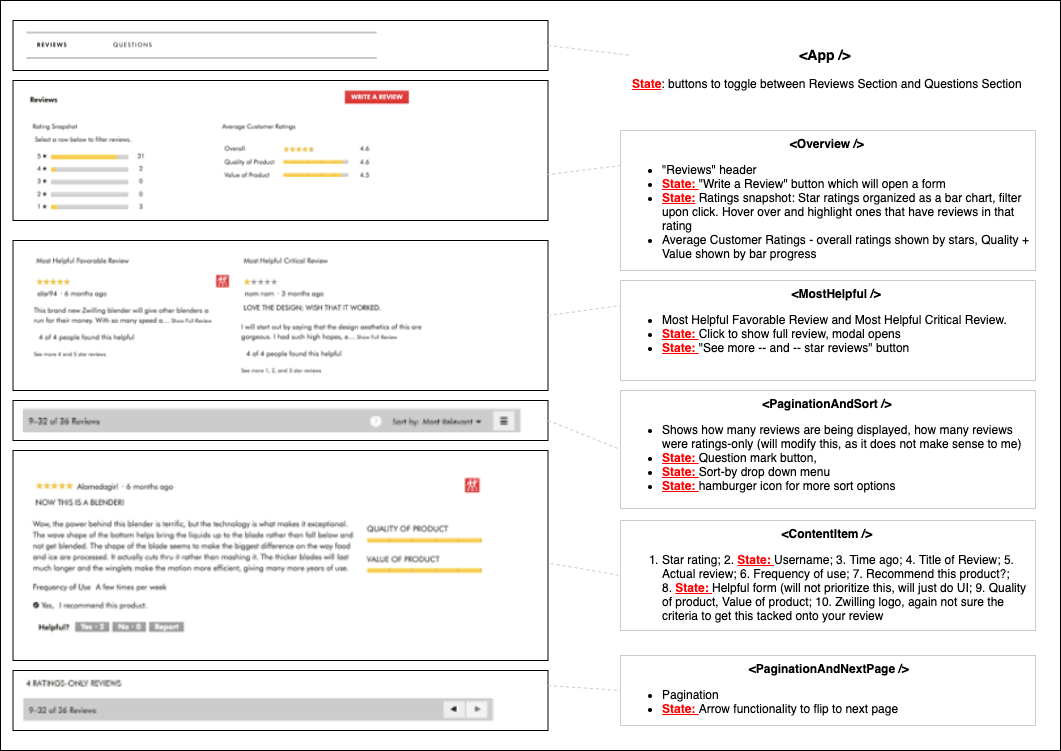 REVIEWS QUESTIONS
<App />
State: buttons to toggle between Reviews Section and Questions Section
Reviews
WRITE A REVIEW
Rating Snapshot
Select a row below to filter reviews.
5 ★ 31
4 ★ 2
3 ★ 0
2 ★ 0
1 ★ 3
Average Customer Ratings
Overall ★★★★★ 4.6
Quality of Product 4.6
Value of Product 4.5
<Overview />
• "Reviews" header
• State: "Write a Review" button which will open a form
• State: Ratings snapshot: Star ratings organized as a bar chart, filter
upon click. Hover over and highlight ones that have reviews in that
rating
• Average Customer Ratings - overall ratings shown by stars, Quality +
Value shown by bar progress
Most Helpful Favorable Review
★★★★★
elar94 · 6 months ago
This brand new Zwilling blender will give other blenders a
run for their money. With so many speed a... Show Full Review
4 of 4 people found this helpful
See more 4 and 5 star reviews
Most Helpful Critical Review
★★★★★
nom nom · 3 months ago
LOVE THE DESIGN; WISH THAT IT WORKED.
I will start out by saying that the design aesthetics of this are
gorgeous. I had such high hopes, e... Show Full Review
4 of 4 people found this helpful
See more 1, 2, and 3 star reviews
<MostHelpful />
• Most Helpful Favorable Review and Most Helpful Critical Review.
• State: Click to show full review, modal opens
• State: "See more -- and -- star reviews" button
9–32 of 36 Reviews
? Sort by: Most Relevant ▾ ☰
<PaginationAndSort />
• Shows how many reviews are being displayed, how many reviews
were ratings-only (will modify this, as it does not make sense to me)
• State: Question mark button,
• State: Sort-by drop down menu
• State: hamburger icon for more sort options
★★★★★ Alamedagirl · 6 months ago
NOW THIS IS A BLENDER!
Wow, the power behind this blender is terrific, but the technology is what makes it exceptional.
The wave shape of the bottom helps bring the liquids up to the blade rather than fall below and
not get blended. The shape of the blade seems to make the biggest difference on the way food
and ice are processed. It actually cuts thru it rather than mashing it. The thicker blades will last
much longer and the winglets make the motion more efficient, giving many more years of use.
Frequency of Use A few times per week
Yes, I recommend this product.
Helpful? Yes · 2 No · 0 Report
QUALITY OF PRODUCT
VALUE OF PRODUCT
<ContentItem />
1. Star rating; 2. State: Username; 3. Time ago; 4. Title of Review; 5.
Actual review; 6. Frequency of use; 7. Recommend this product?;
8. State: Helpful form (will not prioritize this, will just do UI; 9. Quality
of product, Value of product; 10. Zwilling logo, again not sure the
criteria to get this tacked onto your review
4 RATINGS-ONLY REVIEWS
9–32 of 36 Reviews
◄ ►
<PaginationAndNextPage />
• Pagination
• State: Arrow functionality to flip to next page